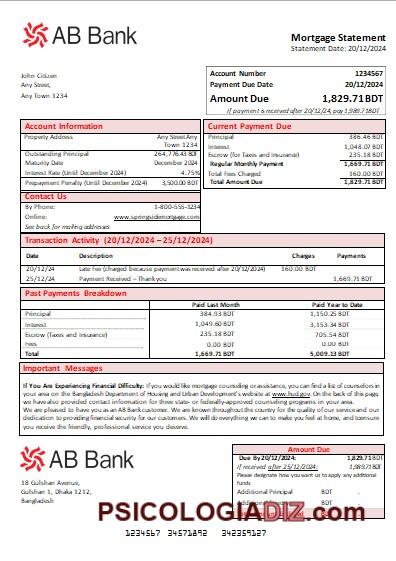 AB Bank
Mortgage Statement
Statement Date: 20/12/2024
John Citizen
Any Street,
Any Town 1234
Account Number 1234567
Payment Due Date 20/12/2024
Amount Due 1,829.71BDT
If payment is received after 20/12/24, pay 1,989.71BDT
Account Information
Property Address Any Street Any
Town 1234
Outstanding Principal 264,776.43 BDT
Maturity Date December 2024
Interest Rate (Until December 2024) 4.75%
Prepayment Penalty (Until December 2024) 3,500.00 BDT
Contact Us
By Phone: 1-800-555-1234
Online: www.springsidemortgage.com
See back for mailing addresses
Current Payment Due
Principal 386.46 BDT
Interest 1,048.07 BDT
Escrow (for Taxes and Insurance) 235.18 BDT
Regular Monthly Payment 1,669.71 BDT
Total Fees Charged 160.00 BDT
Total Amount Due 1,829.71 BDT
Transaction Activity (20/12/2024 – 25/12/2024)
Date Description Charges Payments
20/12/24 Late Fee (charged because payment was received after 20/12/2024) 160.00 BDT
25/12/24 Payment Received – Thank you 1,669.71 BDT
Past Payments Breakdown
Paid Last Month Paid Year to Date
Principal 384.93 BDT 1,150.25 BDT
Interest 1,049.60 BDT 3,153.34 BDT
Escrow (Taxes and Insurance) 235.18 BDT 705.54 BDT
Fees 0.00 BDT 0.00 BDT
Total 1,669.71 BDT 5,009.13 BDT
Important Messages
If You Are Experiencing Financial Difficulty: If you would like mortgage counseling or assistance, you can find a list of counselors in
your area on the Bangladesh Department of Housing and Urban Development's website at www.hud.gov. On the back of this page,
we have also provided contact information for three state- or federally-approved counseling programs in your area.
We are pleased to have you as an AB Bank customer. We are known throughout the country for the quality of our service and our
dedication to providing financial security for our customers. We will do everything we can to make you feel at home, and to ensure
you receive the friendly, professional service you deserve.
AB Bank
18 Gulshan Avenue,
Gulshan 1, Dhaka 1212,
Bangladesh
Amount Due
Due By 20/12/2024: 1,829.71BDT
If received after 25/12/2024: 1,989.71BDT
Please designate how you want us to apply any additional
funds
Additional Principal BDT
Additional BDT
PSICOLOGIADIZ.com
1234567 34571892 342359127